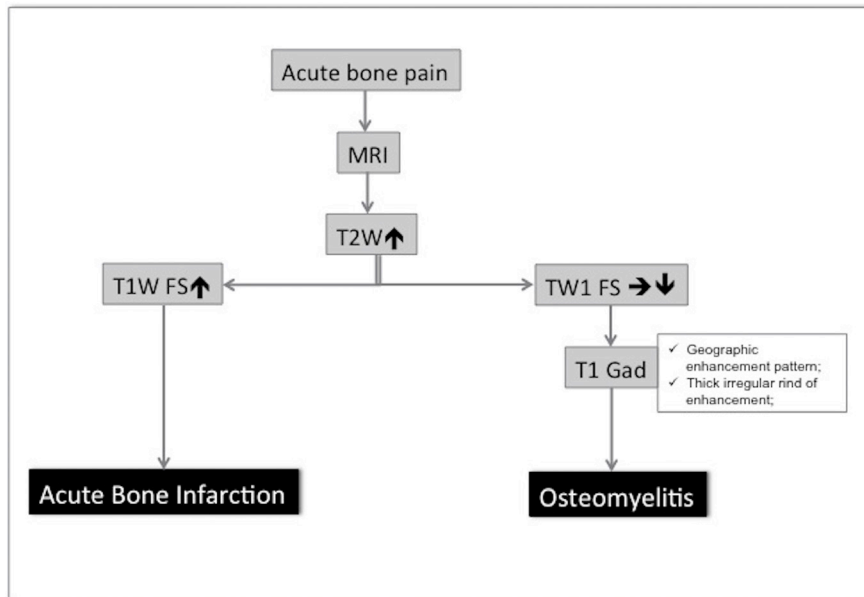 Acute bone pain
MRI
T2W↑
T1W FS↑
TW1 FS → ↓
T1 Gad
✓ Geographic
enhancement pattern;
✓ Thick irregular rind of
enhancement;
Acute Bone Infarction
Osteomyelitis